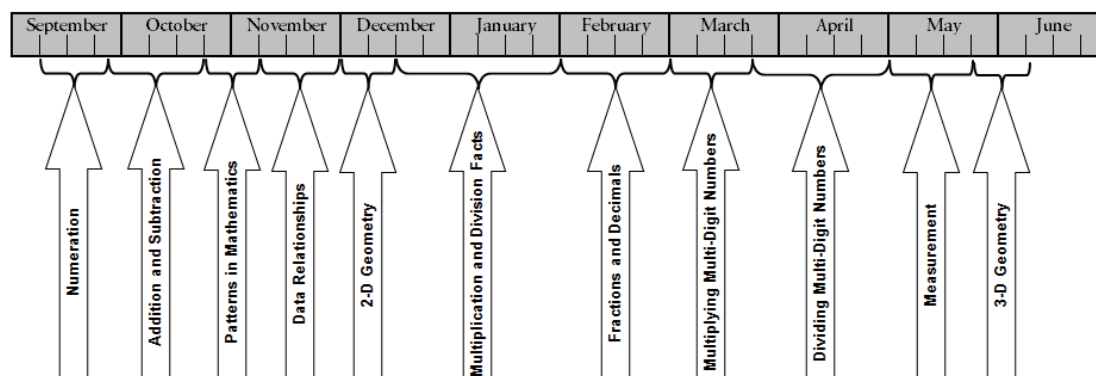 September October November December January February March April May June
Numeration
Addition and Subtraction
Patterns in Mathematics
Data Relationships
2-D Geometry
Multiplication and Division Facts
Fractions and Decimals
Multiplying Multi-Digit Numbers
Dividing Multi-Digit Numbers
Measurement
3-D Geometry